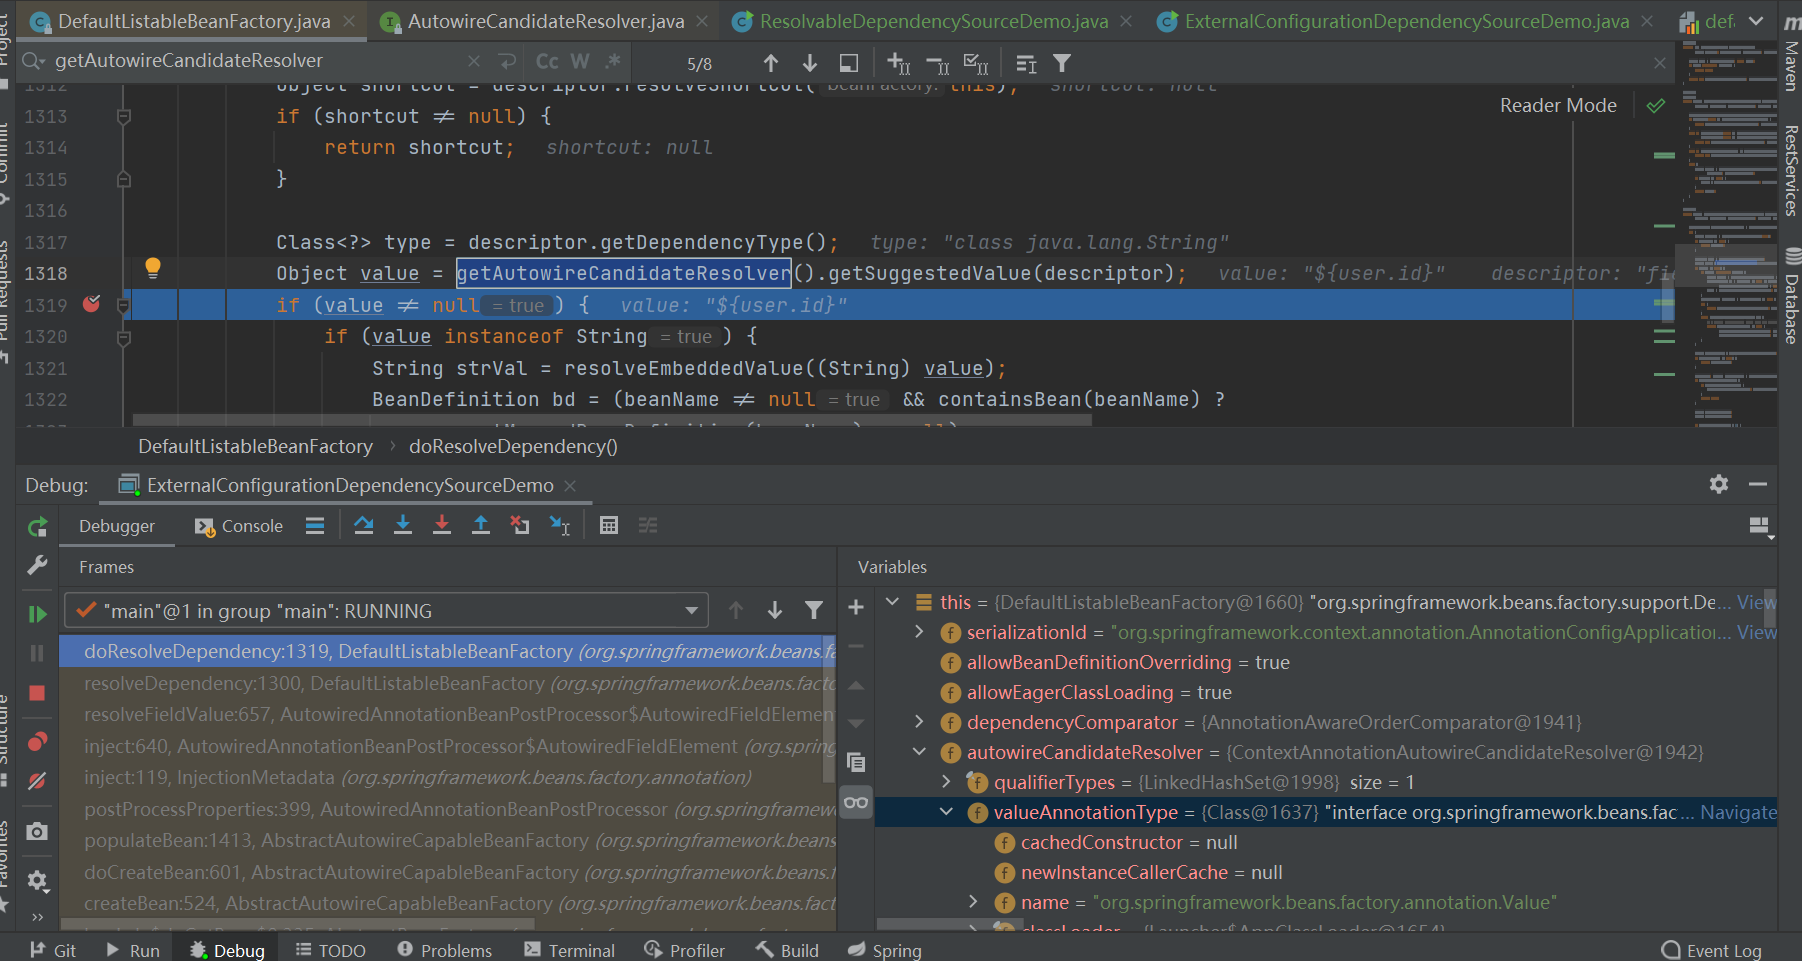 DefaultListableBeanFactory.java
AutowireCandidateResolver.java
ResolvableDependencySourceDemo.java
ExternalConfigurationDependencySourceDemo.java
getAutowireCandidateResolver
Cc W .*
5/8
Reader Mode
1312 Object shortcut = descriptor.resolveShortcut( beanFactory: this); shortcut: null
1313 if (shortcut ≠ null) {
1314 return shortcut; shortcut: null
1315 }
1316
1317 Class<?> type = descriptor.getDependencyType(); type: "class java.lang.String"
1318 Object value = getAutowireCandidateResolver().getSuggestedValue(descriptor); value: "${user.id}" descriptor: "fie
1319 if (value ≠ null = true ) { value: "${user.id}"
1320 if (value instanceof String = true ) {
1321 String strVal = resolveEmbeddedValue((String) value);
1322 BeanDefinition bd = (beanName ≠ null = true && containsBean(beanName) ?
DefaultListableBeanFactory › doResolveDependency()
Debug: ExternalConfigurationDependencySourceDemo
Debugger Console
Frames
"main"@1 in group "main": RUNNING
doResolveDependency:1319, DefaultListableBeanFactory (org.springframework.beans.fa
resolveDependency:1300, DefaultListableBeanFactory (org.springframework.beans.facto
resolveFieldValue:657, AutowiredAnnotationBeanPostProcessor$AutowiredFieldElement
inject:640, AutowiredAnnotationBeanPostProcessor$AutowiredFieldElement (org.spring
inject:119, InjectionMetadata (org.springframework.beans.factory.annotation)
postProcessProperties:399, AutowiredAnnotationBeanPostProcessor (org.springframew
populateBean:1413, AbstractAutowireCapableBeanFactory (org.springframework.beans
doCreateBean:601, AbstractAutowireCapableBeanFactory (org.springframework.beans.
createBean:524, AbstractAutowireCapableBeanFactory (org.springframework.beans.fact
Variables
this = {DefaultListableBeanFactory@1660} "org.springframework.beans.factory.support.De... View
serializationId = "org.springframework.context.annotation.AnnotationConfigApplication... View
allowBeanDefinitionOverriding = true
allowEagerClassLoading = true
dependencyComparator = {AnnotationAwareOrderComparator@1941}
autowireCandidateResolver = {ContextAnnotationAutowireCandidateResolver@1942}
qualifierTypes = {LinkedHashSet@1998} size = 1
valueAnnotationType = {Class@1637} "interface org.springframework.beans.fac... Navigate
cachedConstructor = null
newInstanceCallerCache = null
name = "org.springframework.beans.factory.annotation.Value"
classLoader = {Launcher$AppClassLoader@1654}
Project
Commit
Pull Requests
Structure
Favorites
Maven
RestServices
Database
Git Run Debug TODO Problems Terminal Profiler Build Spring Event Log